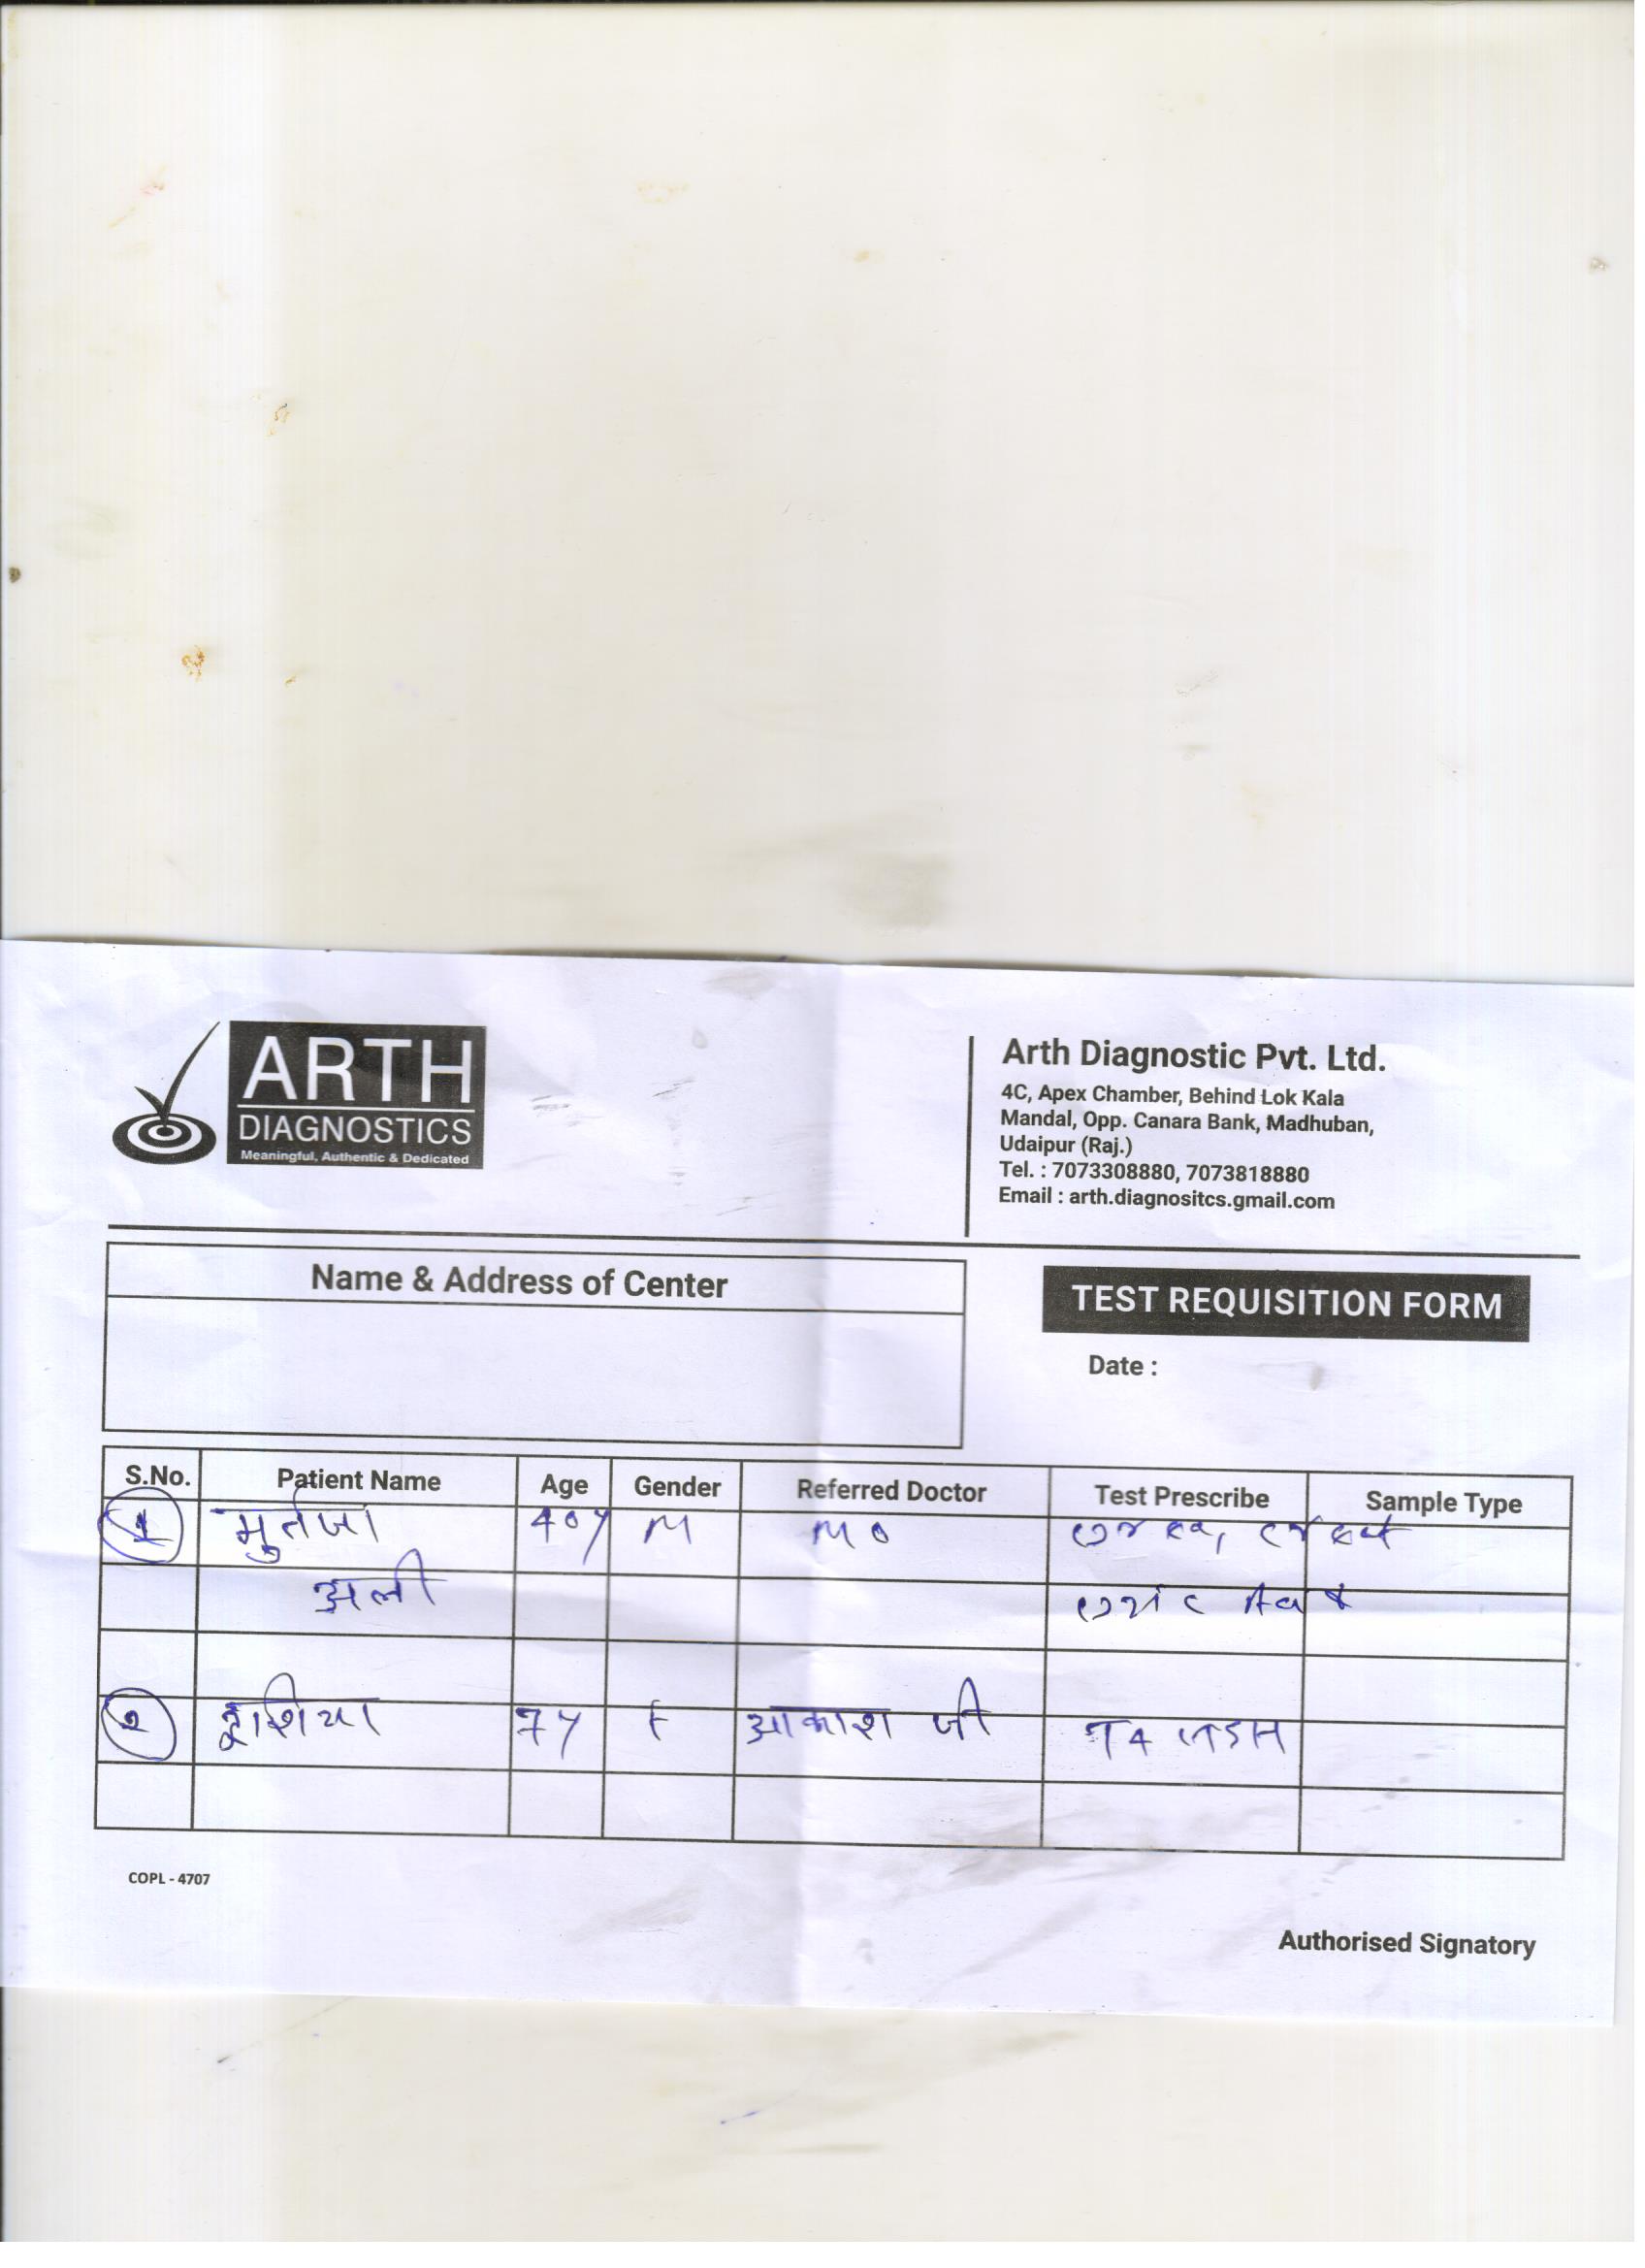 ARTH
DIAGNOSTICS
Meaningful, Authentic & Dedicated
Arth Diagnostic Pvt. Ltd.
4C, Apex Chamber, Behind Lok Kala
Mandal, Opp. Canara Bank, Madhuban,
Udaipur (Raj.)
Tel. : 7073308880, 7073818880
Email : arth.diagnositcs.gmail.com
Name & Address of Center
TEST REQUISITION FORM
Date :
S.No. Patient Name Age Gender Referred Doctor Test Prescribe Sample Type
1 मुर्तजा 40y M MO
अली
2 7y F आकाश जी T4 TSH
COPL - 4707
Authorised Signatory